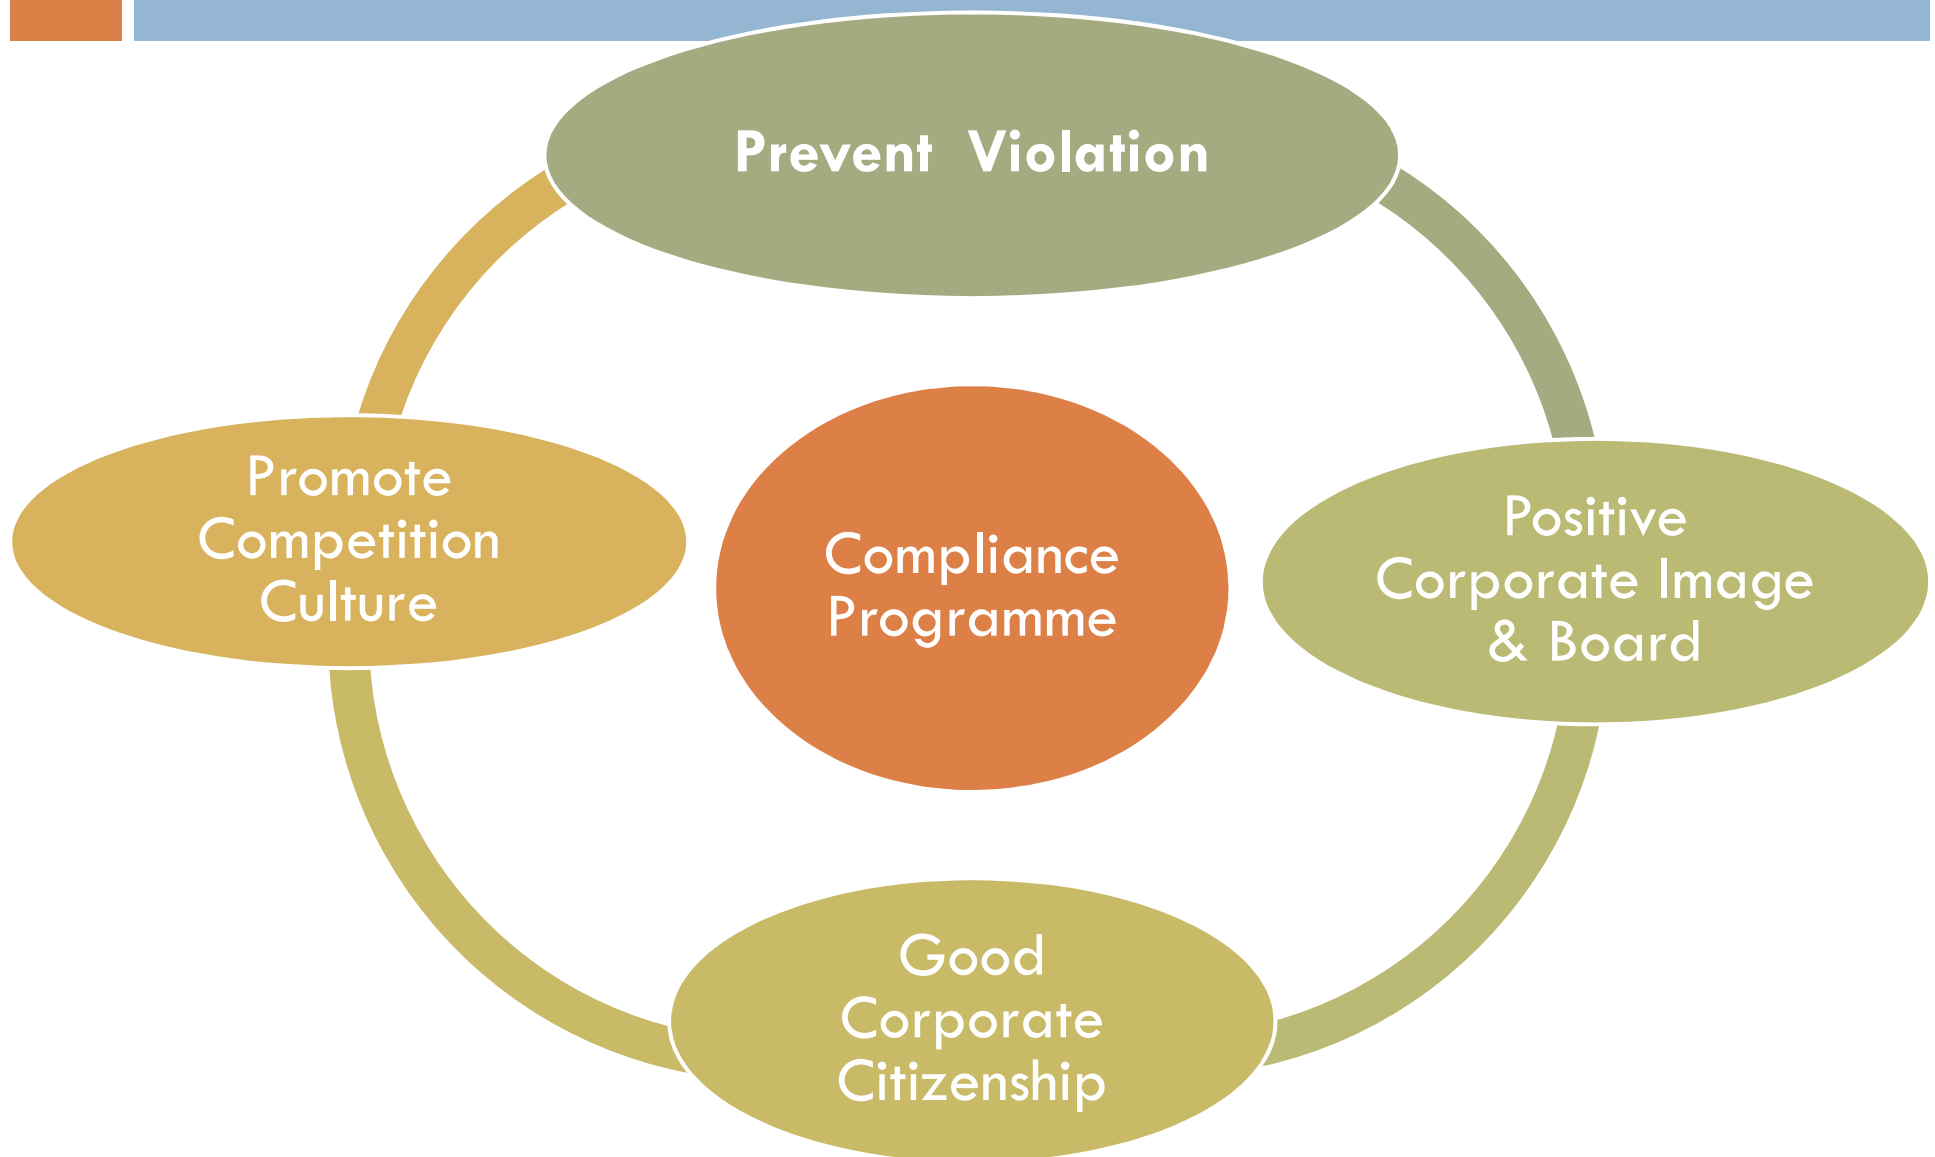 Prevent Violation
Promote
Competition
Culture
Compliance
Programme
Positive
Corporate Image
& Board
Good
Corporate
Citizenship